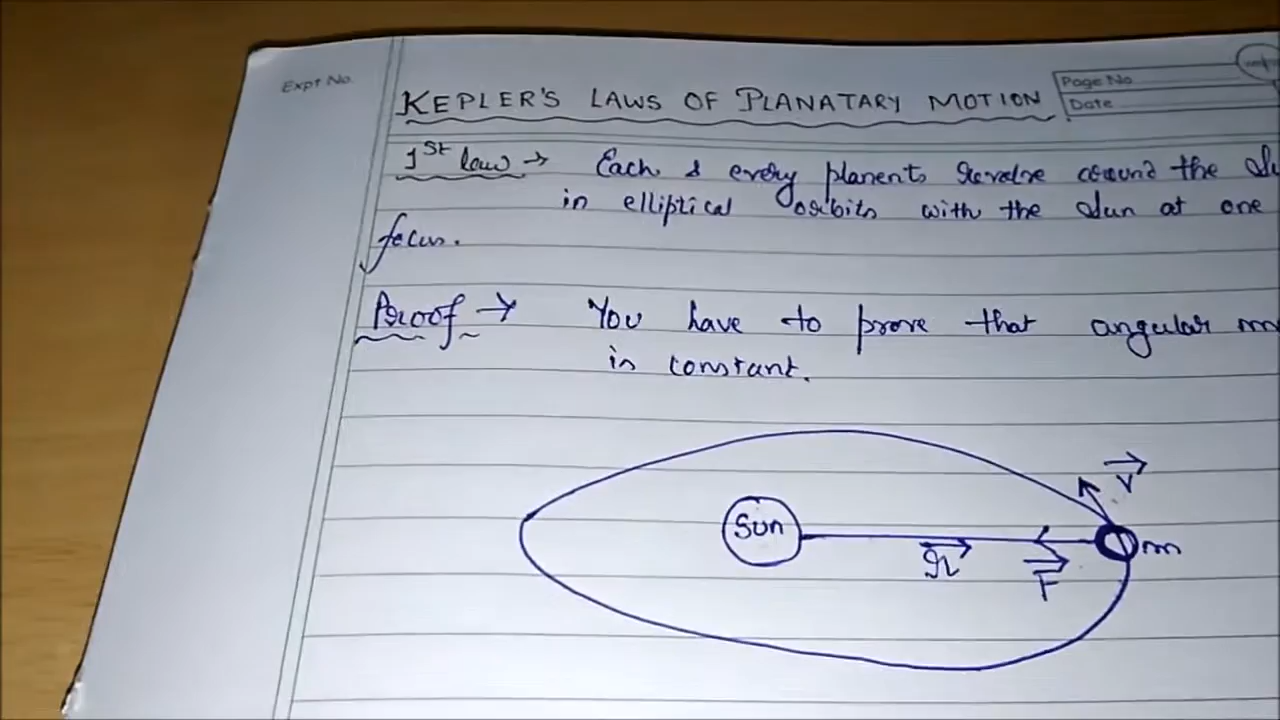 Expt No.
Page No
Date
KEPLER'S LAWS OF PLANATARY MOTION
1st law → Each & every planents revolve around the
in elliptical orbits with the Sun at one
focus.
Proof → You have to prove that angular
is constant.
V
Sun
r
F
m